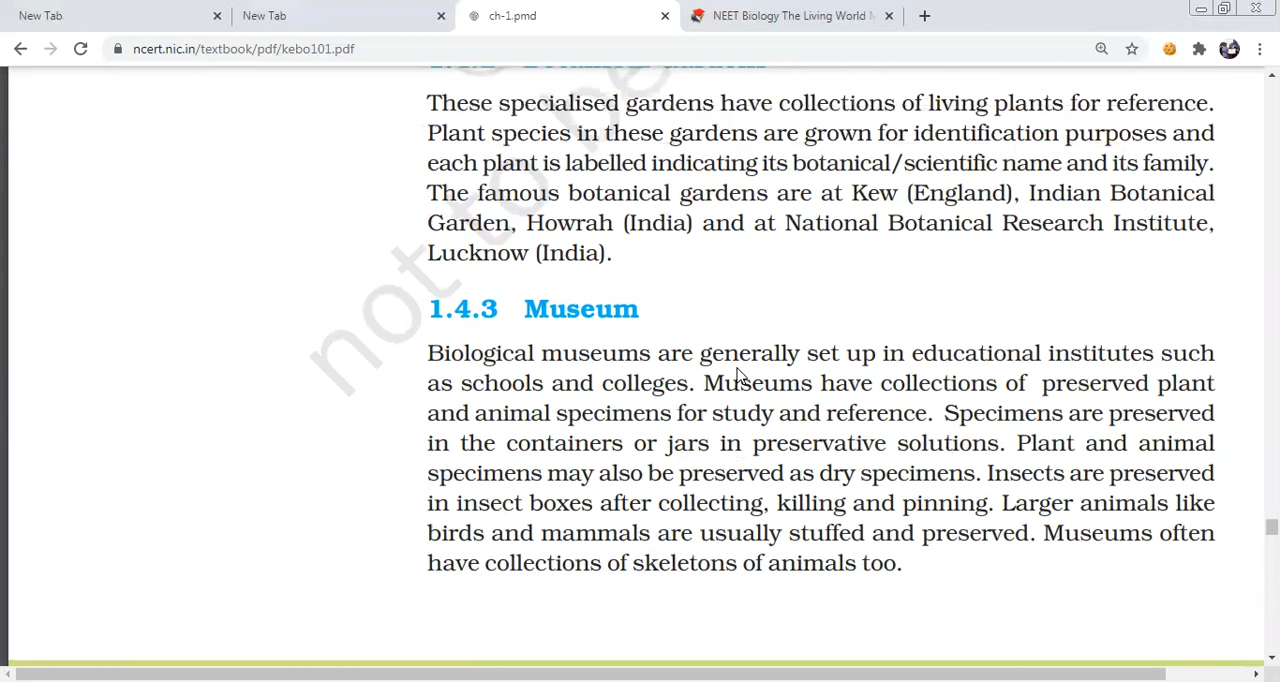 New Tab
New Tab
ch-1.pmd
NEET Biology The Living World
ncert.nic.in/textbook/pdf/kebo101.pdf
These specialised gardens have collections of living plants for reference.
Plant species in these gardens are grown for identification purposes and
each plant is labelled indicating its botanical/scientific name and its family.
The famous botanical gardens are at Kew (England), Indian Botanical
Garden, Howrah (India) and at National Botanical Research Institute,
Lucknow (India).
1.4.3 Museum
Biological museums are generally set up in educational institutes such
as schools and colleges. Museums have collections of preserved plant
and animal specimens for study and reference. Specimens are preserved
in the containers or jars in preservative solutions. Plant and animal
specimens may also be preserved as dry specimens. Insects are preserved
in insect boxes after collecting, killing and pinning. Larger animals like
birds and mammals are usually stuffed and preserved. Museums often
have collections of skeletons of animals too.
not to be